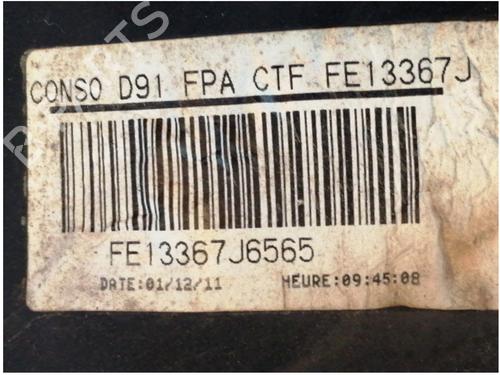 CONSO D91 FPA CTF FE13367J
FE13367J6565
DATE:01/12/11 HEURE:09:45:08